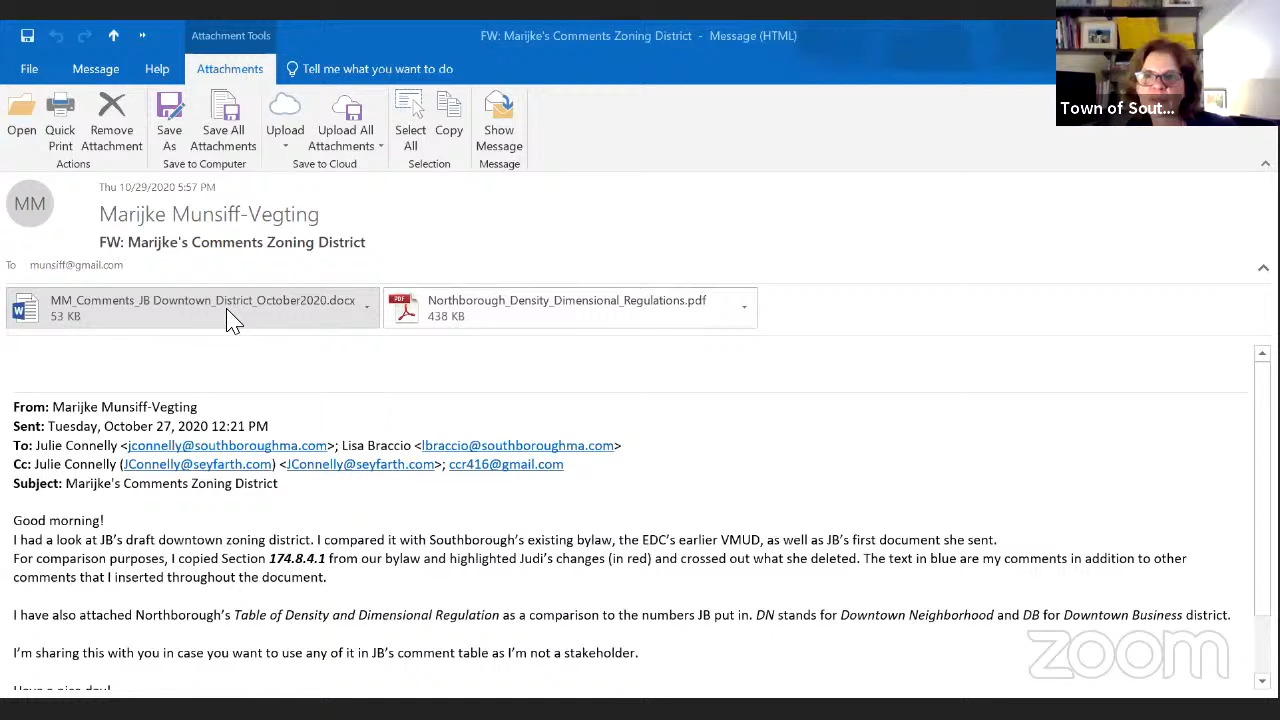 Attachment Tools
FW: Marijke's Comments Zoning District - Message (HTML)
File Message Help Attachments Tell me what you want to do
Town of Sout...
Open Quick Print Remove Attachment Save As Save All Attachments Upload Upload All Attachments Select All Copy Show Message
Actions Save to Computer Save to Cloud Selection Message
Thu 10/29/2020 5:57 PM
MM
Marijke Munsiff-Vegting
FW: Marijke's Comments Zoning District
To munsiff@gmail.com
MM_Comments_JB Downtown_District_October2020.docx
53 KB
PDF
Northborough_Density_Dimensional_Regulations.pdf
438 KB
From: Marijke Munsiff-Vegting
Sent: Tuesday, October 27, 2020 12:21 PM
To: Julie Connelly <jconnelly@southboroughma.com>; Lisa Braccio <lbraccio@southboroughma.com>
Cc: Julie Connelly (JConnelly@seyfarth.com) <JConnelly@seyfarth.com>; ccr416@gmail.com
Subject: Marijke's Comments Zoning District
Good morning!
I had a look at JB's draft downtown zoning district. I compared it with Southborough's existing bylaw, the EDC's earlier VMUD, as well as JB's first document she sent.
For comparison purposes, I copied Section 174.8.4.1 from our bylaw and highlighted Judi's changes (in red) and crossed out what she deleted. The text in blue are my comments in addition to
comments that I inserted throughout the document.
I have also attached Northborough's Table of Density and Dimensional Regulation as a comparison to the numbers JB put in. DN stands for Downtown Neighborhood and DB for Downtown Business district.
I'm sharing this with you in case you want to use any of it in JB's comment table as I'm not a stakeholder.
Have a nice day!
zoom